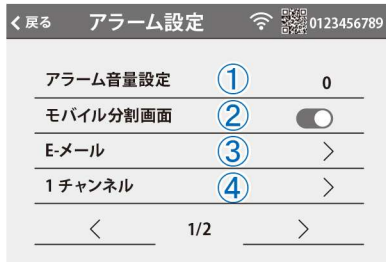 < 戻る アラーム設定 0123456789
アラーム音量設定 ① 0
モバイル分割画面 ②
E-メール ③ >
1 チャンネル ④ >
< 1/2 >